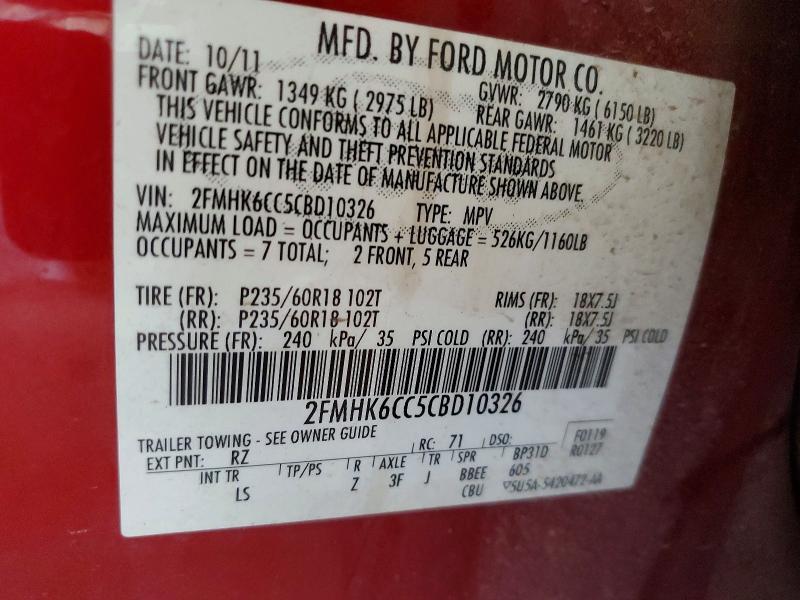 MFD. BY FORD MOTOR CO.
DATE: 10/11 GVWR: 2790 KG ( 6150 LB)
FRONT GAWR: 1349 KG ( 2975 LB) REAR GAWR: 1461 KG ( 3220 LB)
THIS VEHICLE CONFORMS TO ALL APPLICABLE FEDERAL MOTOR
VEHICLE SAFETY AND THEFT PREVENTION STANDARDS
IN EFFECT ON THE DATE OF MANUFACTURE SHOWN ABOVE.
VIN: 2FMHK6CC5CBD10326 TYPE: MPV
MAXIMUM LOAD = OCCUPANTS + LUGGAGE = 526KG/1160LB
OCCUPANTS = 7 TOTAL; 2 FRONT, 5 REAR
TIRE (FR): P235/60R18 102T RIMS (FR): 18X7.5J
(RR): P235/60R18 102T (RR): 18X7.5J
PRESSURE (FR): 240 kPa/ 35 PSI COLD (RR): 240 kPa/ 35 PSI COLD
2FMHK6CC5CBD10326
TRAILER TOWING - SEE OWNER GUIDE RC: 71 DSO: F0119
EXT PNT: RZ BP31D R0127
INT TR TP/PS R AXLE TR SPR 605
LS Z 3F J BBEE
CBU 5U5A-5420472-AA